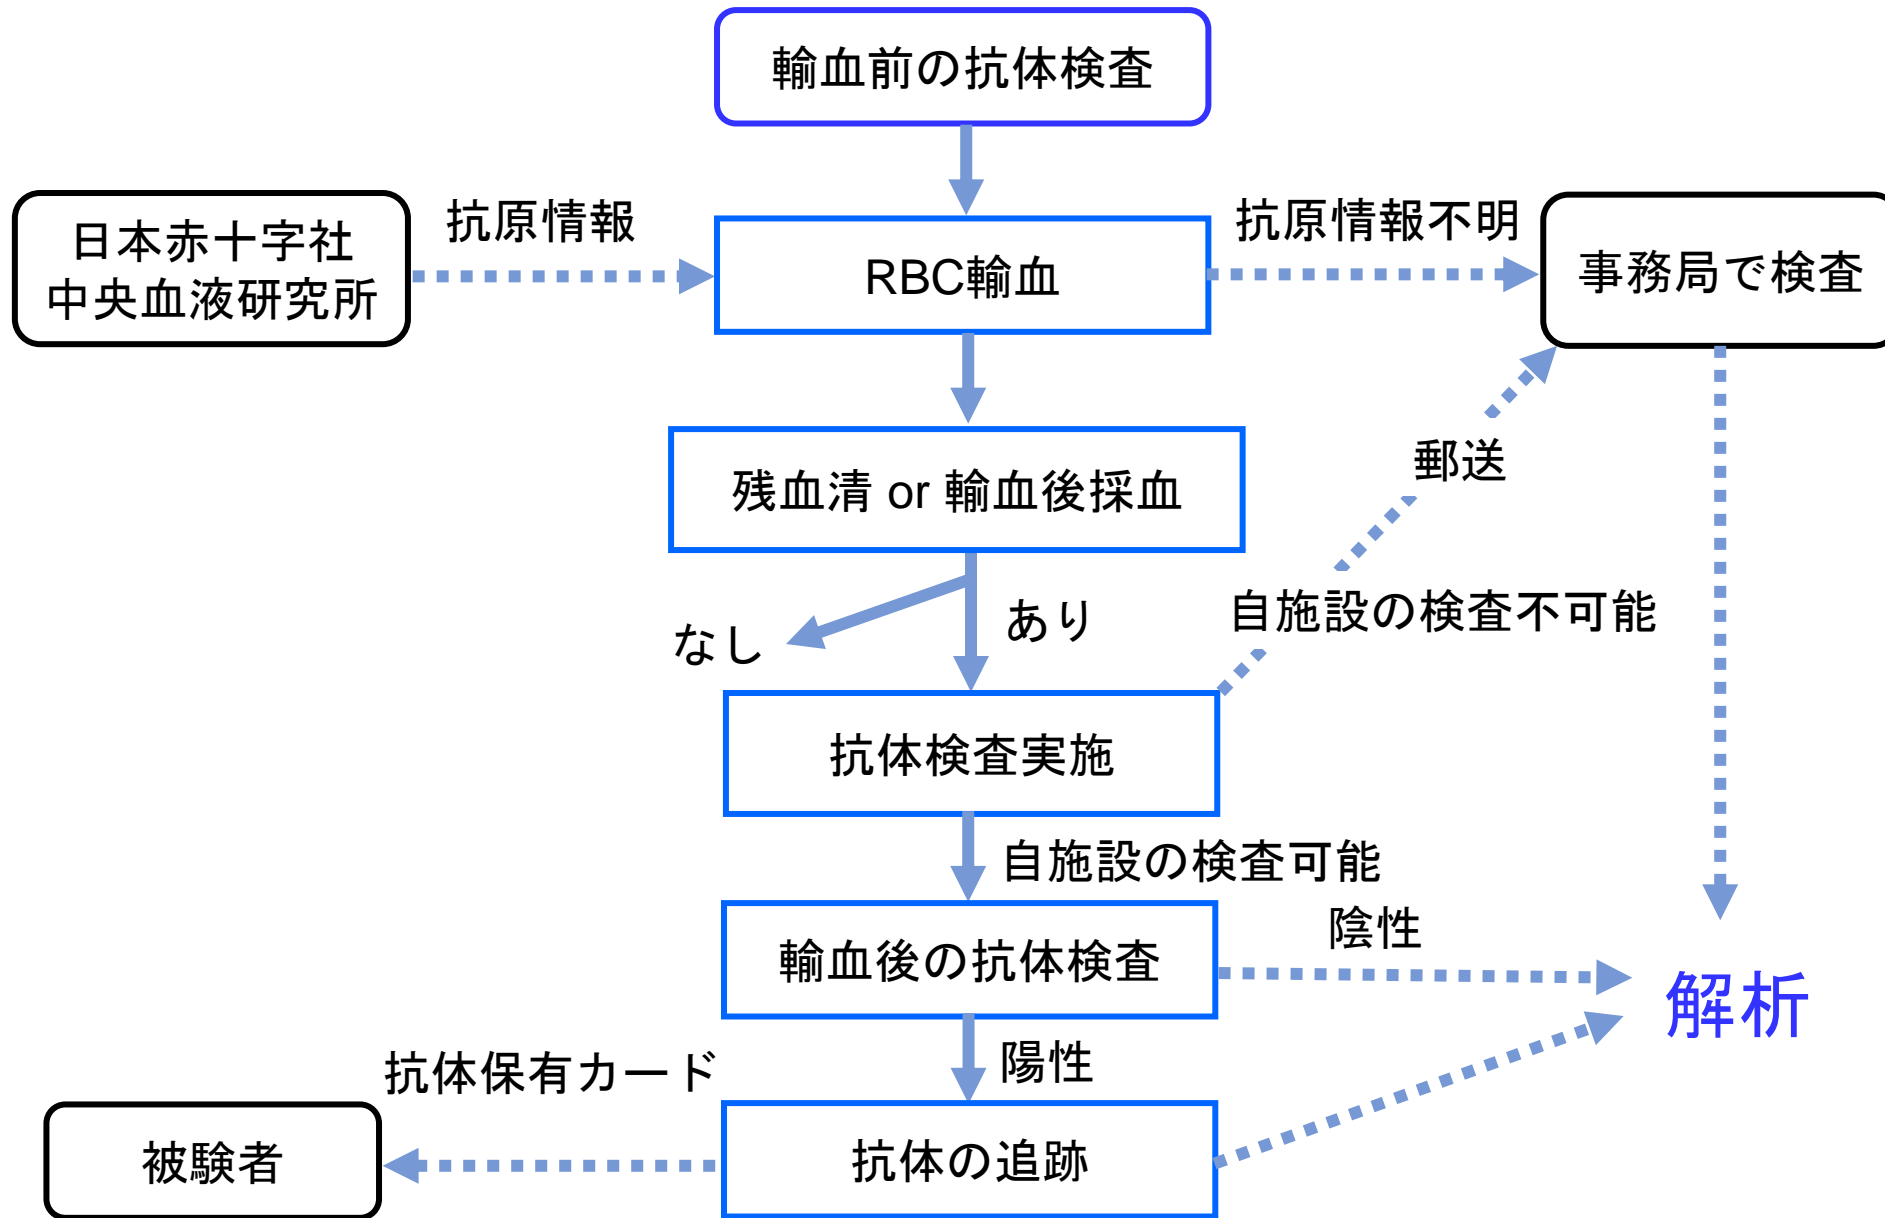 輸血前の抗体検査
日本赤十字社
中央血液研究所
抗原情報
RBC輸血
抗原情報不明
事務局で検査
残血清 or 輸血後採血
郵送
なし
あり
自施設の検査不可能
抗体検査実施
自施設の検査可能
輸血後の抗体検査
陰性
解析
抗体保有カード
陽性
被験者
抗体の追跡